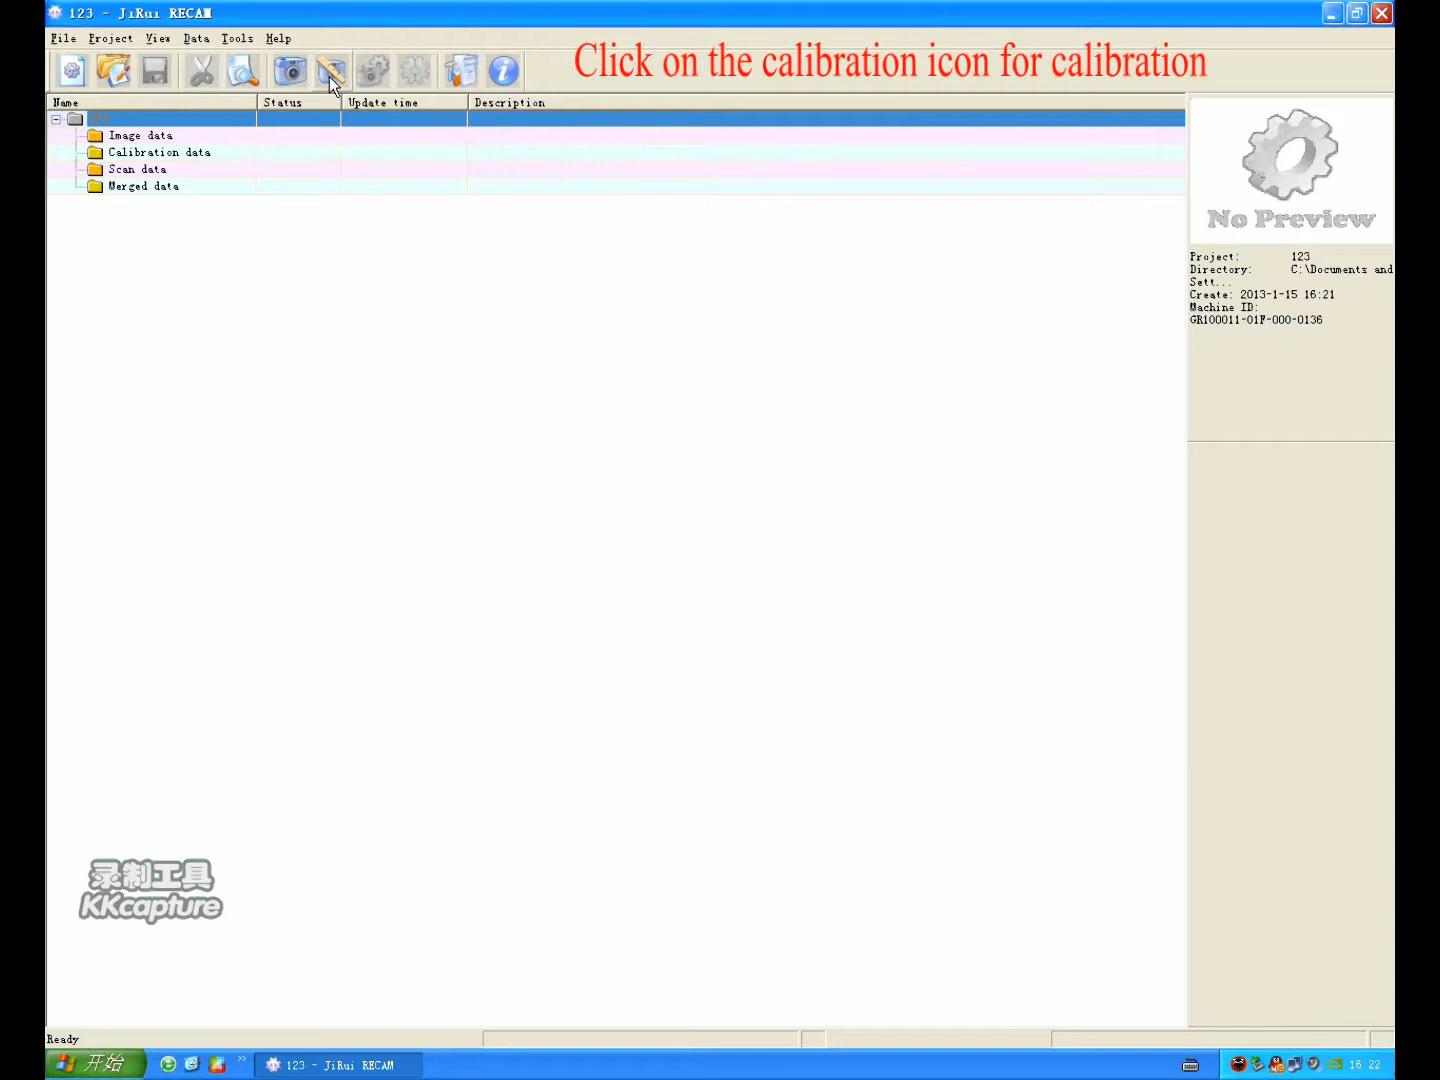 123 - JiRui RECAM
File Project View Data Tools Help
Click on the calibration icon for calibration
Name Status Update time Description
Image data
Calibration data
Scan data
Merged data
No Preview
Project: 123
Directory: C:\Documents and
Sett...
Create: 2013-1-15 16:21
Machine ID:
GR100011-01F-000-0136
录制工具
KKcapture
Ready
开始 123 - JiRui RECAM 16:22